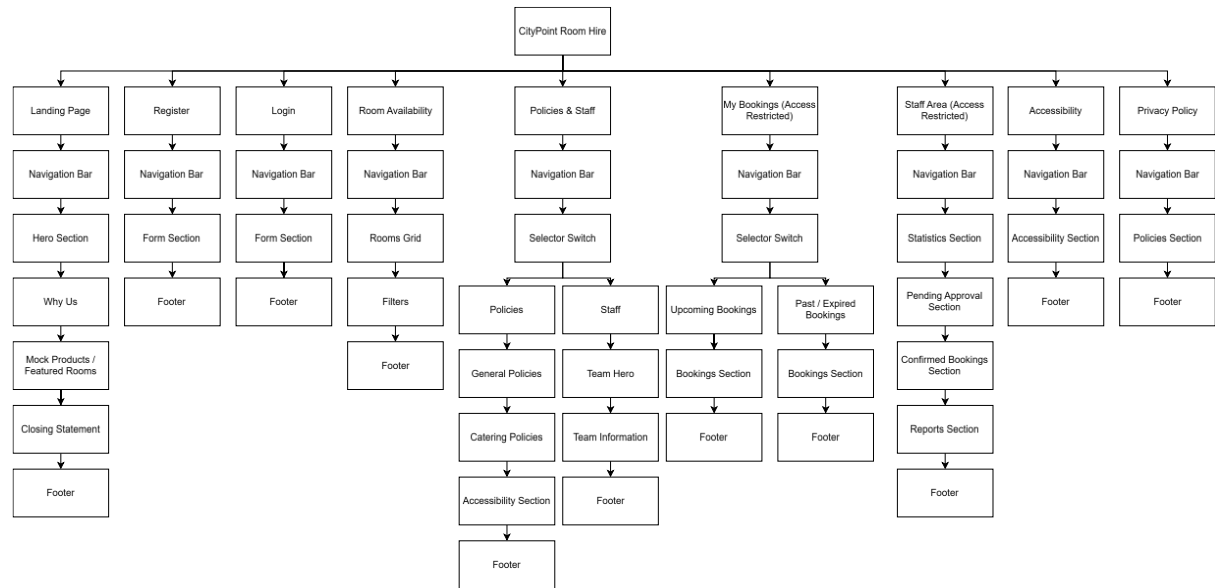 CityPoint Room Hire
Landing Page
Register
Login
Room Availability
Policies & Staff
My Bookings (Access
Restricted)
Staff Area (Access
Restricted)
Accessibility
Privacy Policy
Navigation Bar
Navigation Bar
Navigation Bar
Navigation Bar
Navigation Bar
Navigation Bar
Navigation Bar
Navigation Bar
Navigation Bar
Hero Section
Form Section
Form Section
Rooms Grid
Selector Switch
Selector Switch
Statistics Section
Accessibility Section
Policies Section
Why Us
Footer
Footer
Filters
Policies
Staff
Upcoming Bookings
Past / Expired
Bookings
Pending Approval
Section
Footer
Footer
Mock Products /
Featured Rooms
Footer
General Policies
Team Hero
Bookings Section
Bookings Section
Confirmed Bookings
Section
Closing Statement
Catering Policies
Team Information
Footer
Footer
Reports Section
Footer
Accessibility Section
Footer
Footer
Footer